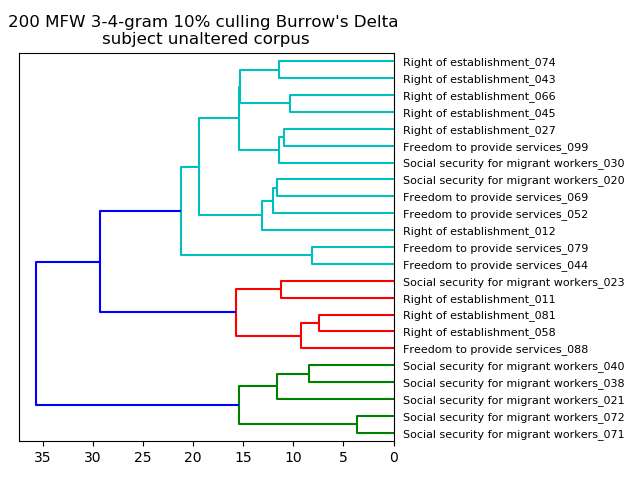 200 MFW 3-4-gram 10% culling Burrow's Delta
subject unaltered corpus
Right of establishment_074
Right of establishment_043
Right of establishment_066
Right of establishment_045
Right of establishment_027
Freedom to provide services_099
Social security for migrant workers_030
Social security for migrant workers_020
Freedom to provide services_069
Freedom to provide services_052
Right of establishment_012
Freedom to provide services_079
Freedom to provide services_044
Social security for migrant workers_023
Right of establishment_011
Right of establishment_081
Right of establishment_058
Freedom to provide services_088
Social security for migrant workers_040
Social security for migrant workers_038
Social security for migrant workers_021
Social security for migrant workers_072
Social security for migrant workers_071
35 30 25 20 15 10 5 0